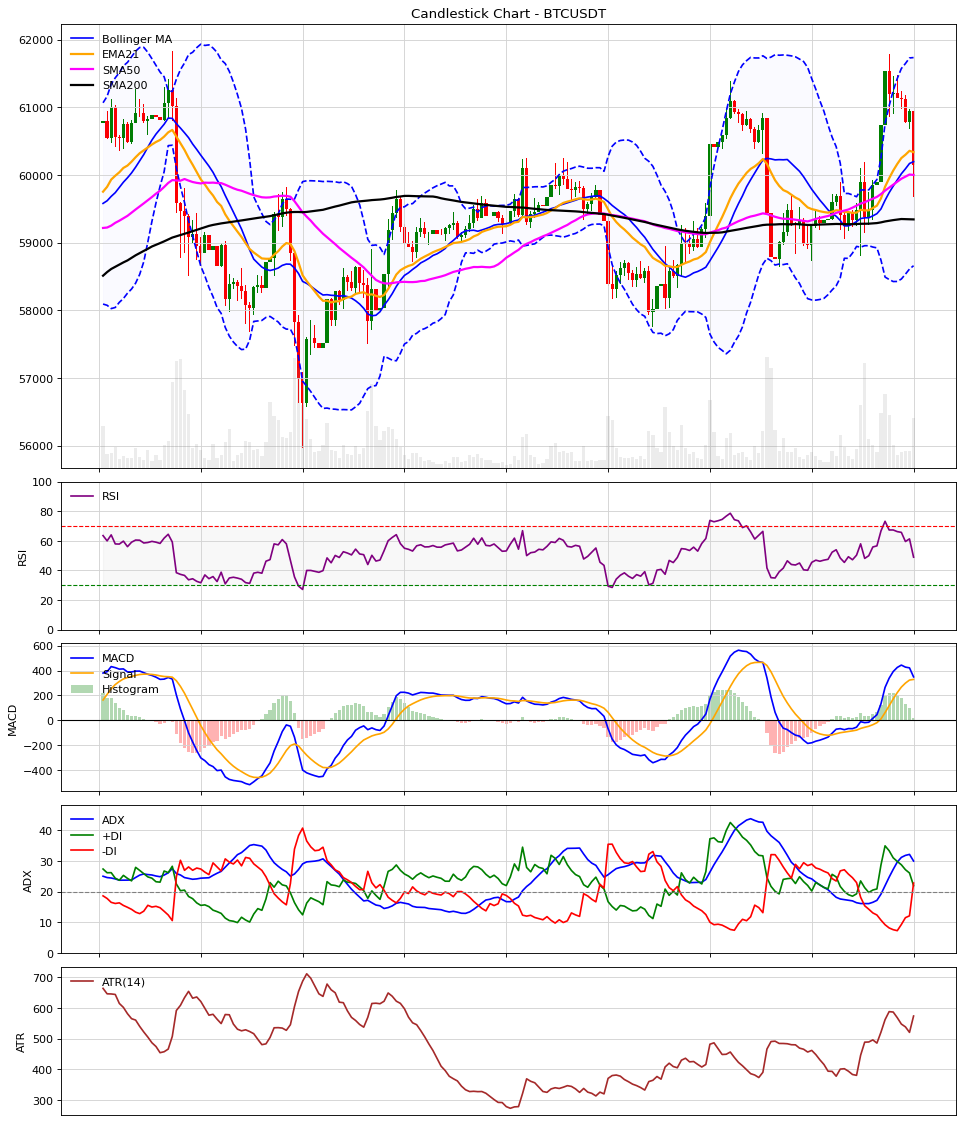 Candlestick Chart - BTCUSDT
62000
61000
60000
59000
58000
57000
56000
Bollinger MA
EMA21
SMA50
SMA200
100
80
60
40
20
0
RSI
RSI
600
400
200
0
−200
−400
MACD
MACD
Signal
Histogram
40
30
20
10
0
ADX
ADX
+DI
-DI
700
600
500
400
300
ATR
ATR(14)